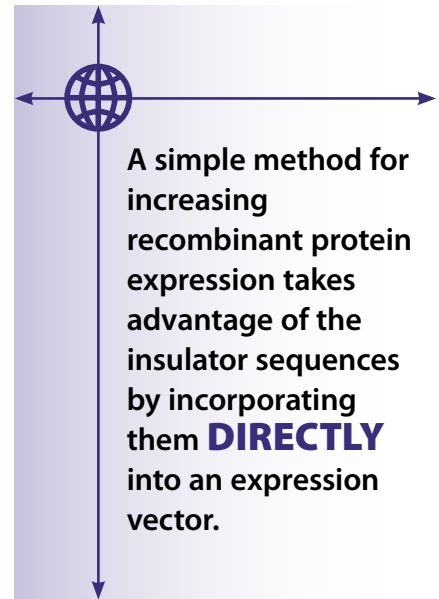 A simple method for
increasing
recombinant protein
expression takes
advantage of the
insulator sequences
by incorporating
them DIRECTLY
into an expression
vector.